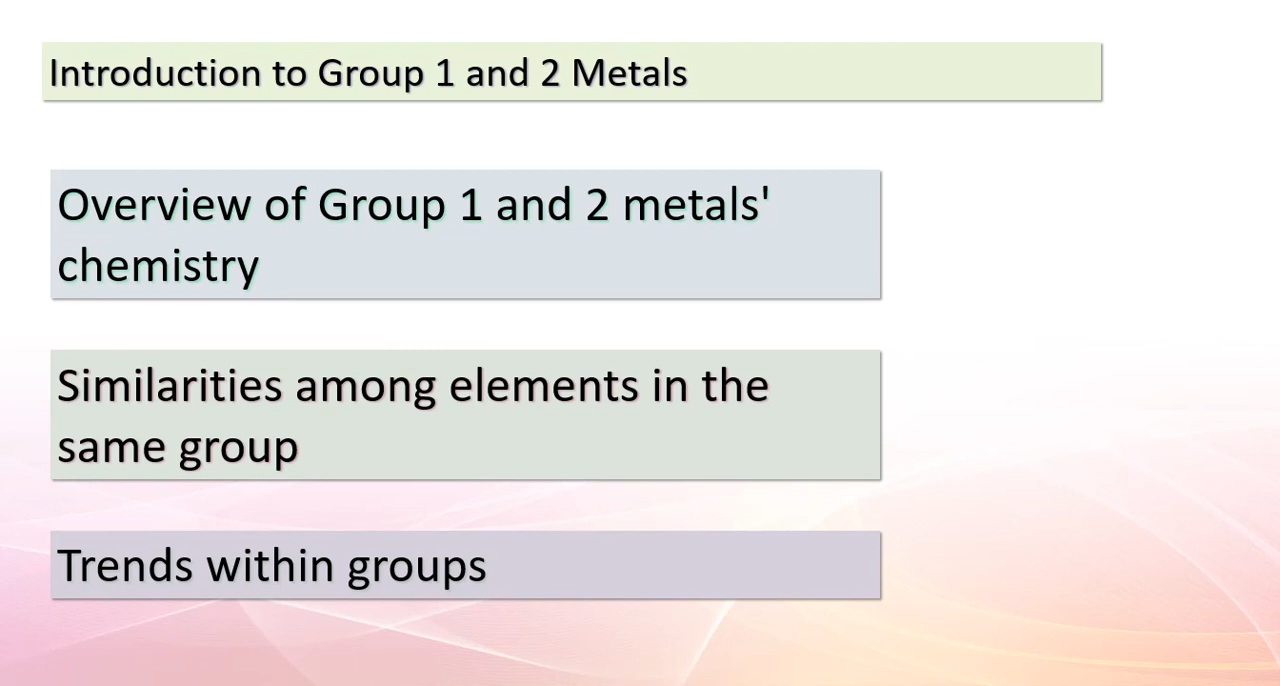 Introduction to Group 1 and 2 Metals
Overview of Group 1 and 2 metals'
chemistry
Similarities among elements in the
same group
Trends within groups